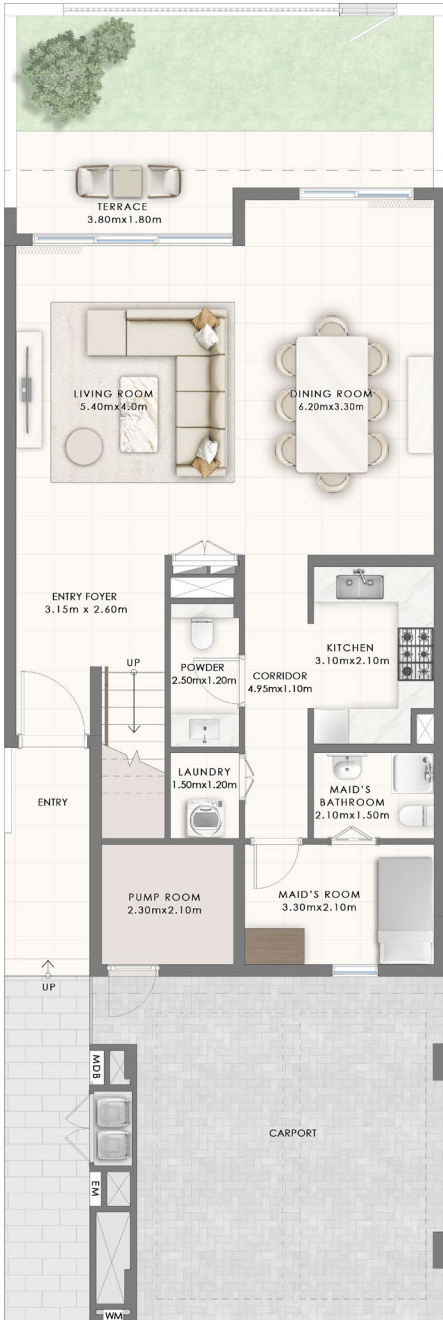 TERRACE
3.80mx1.80m
LIVING ROOM
5.40mx4.0m
DINING ROOM
6.20mx3.30m
ENTRY FOYER
3.15m x 2.60m
UP
POWDER
2.50mx1.20m
CORRIDOR
4.95mx1.10m
KITCHEN
3.10mx2.10m
LAUNDRY
1.50mx1.20m
MAID'S
BATHROOM
2.10mx1.50m
ENTRY
PUMP ROOM
2.30mx2.10m
MAID'S ROOM
3.30mx2.10m
UP
MDB
CARPORT
EM
WM